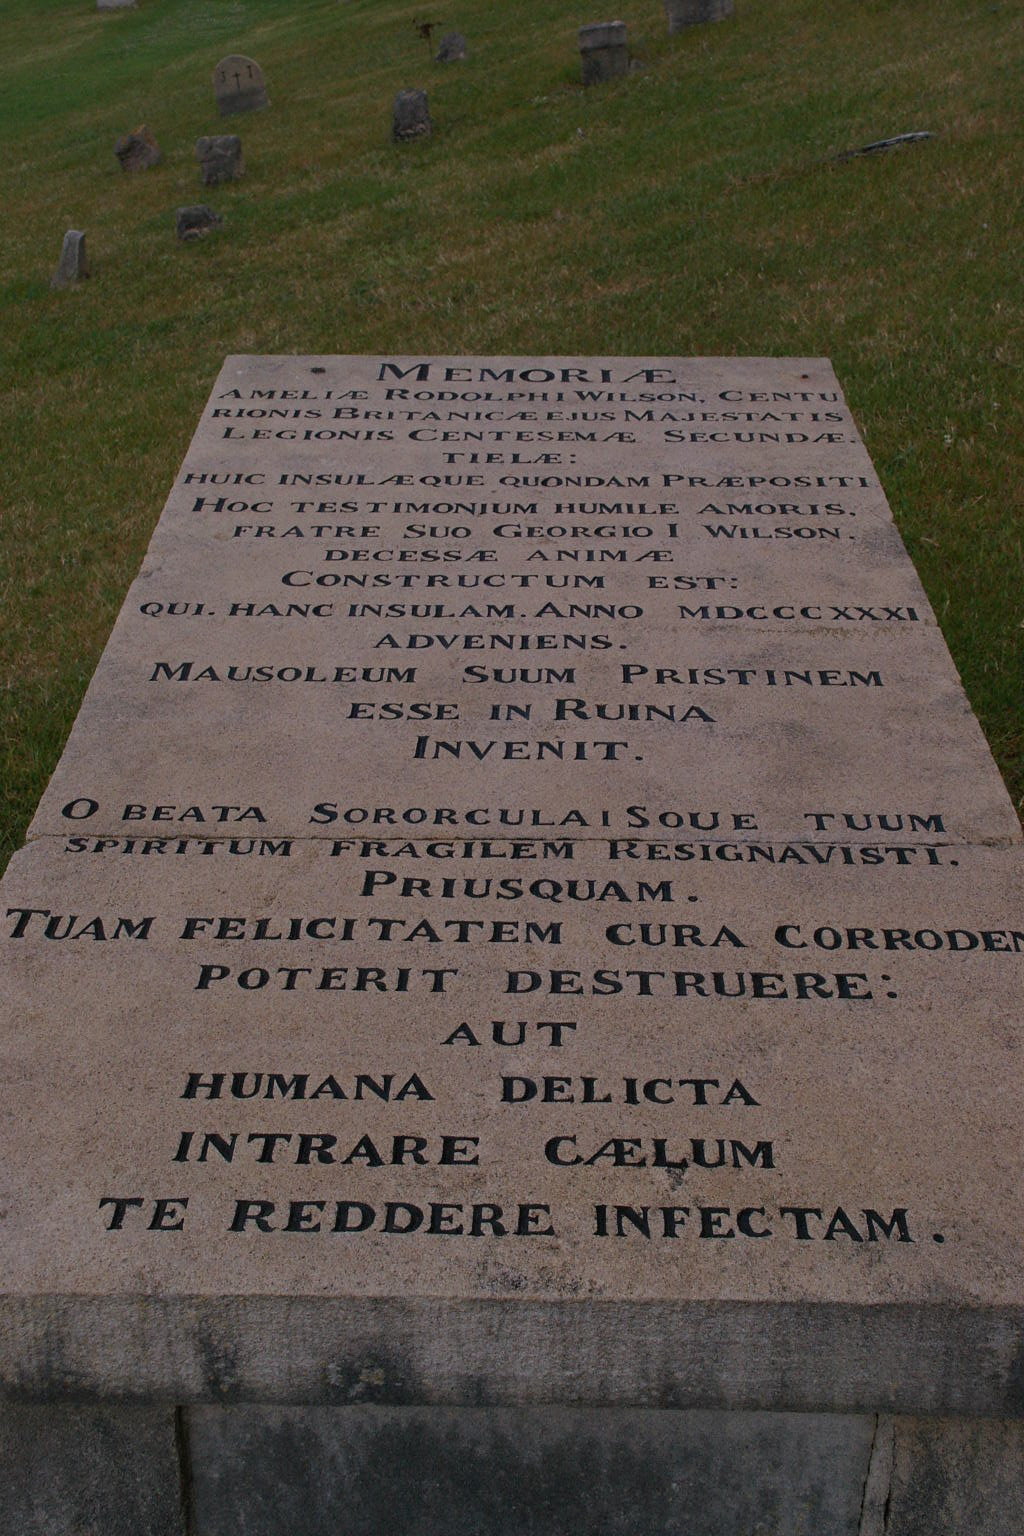 MEMORIÆ
AMELIÆ RODOLPHI WILSON, CENTU
RIONIS BRITANICÆ EJUS MAJESTATIS
LEGIONIS CENTESEMÆ SECUNDÆ.
TIELÆ:
HUIC INSULÆQUE QUONDAM PRÆPOSITI
HOC TESTIMONJUM HUMILE AMORIS,
FRATRE SUO GEORGIO I WILSON.
DECESSÆ ANIMÆ
CONSTRUCTUM EST:
QUI. HANC INSULAM. ANNO MDCCCXXXI
ADVENIENS.
MAUSOLEUM SUUM PRISTINEM
ESSE IN RUINA
INVENIT.
O BEATA SORORCULA I SOUE TUUM
SPIRITUM FRAGILEM RESIGNAVISTI.
PRIUSQUAM.
TUAM FELICITATEM CURA CORRODEN
POTERIT DESTRUERE:
AUT
HUMANA DELICTA
INTRARE CÆLUM
TE REDDERE INFECTAM.